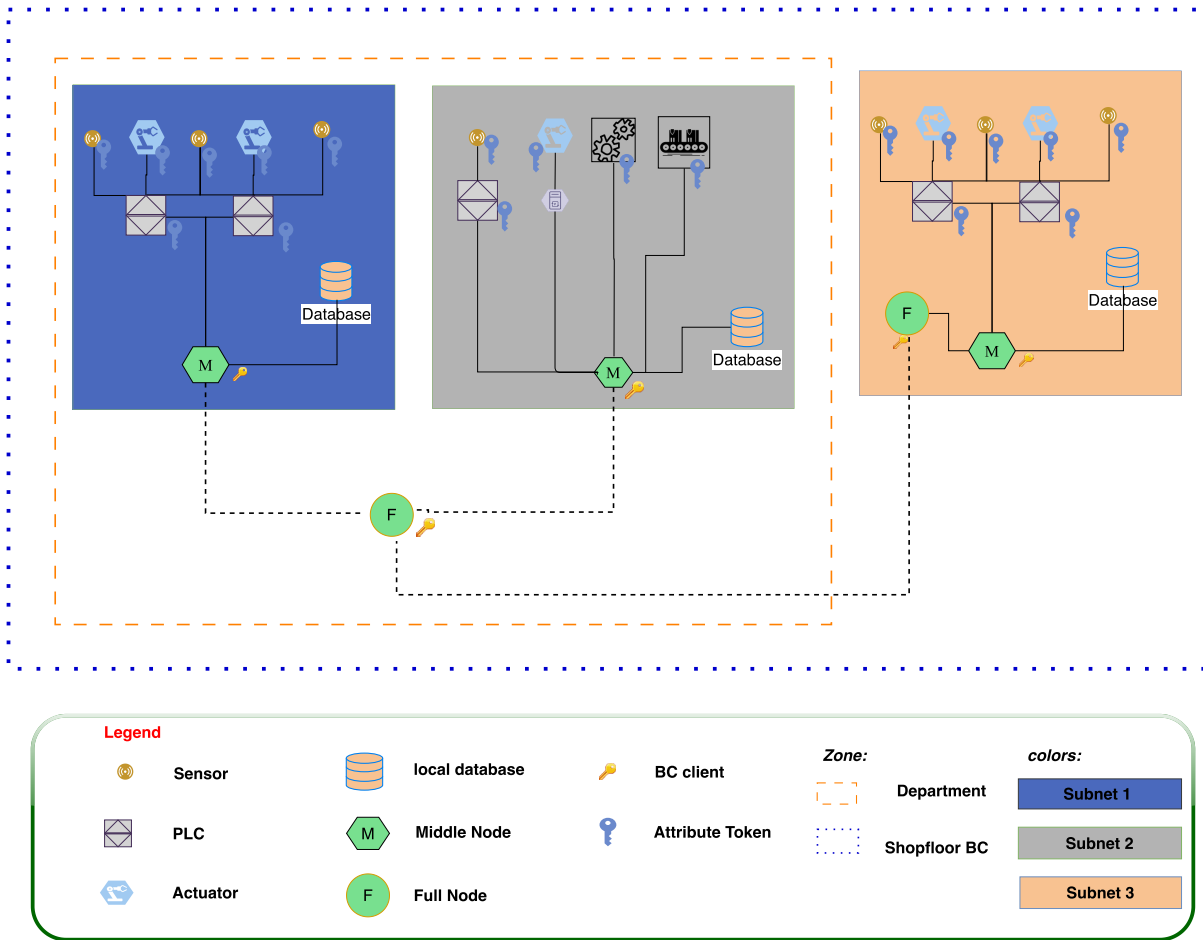 Database
Database
Database
F
M
M
M
F
Legend
Sensor
local database
BC client
Zone:
colors:
Department
Subnet 1
PLC
M
Middle Node
Attribute Token
Shopfloor BC
Subnet 2
Actuator
F
Full Node
Subnet 3